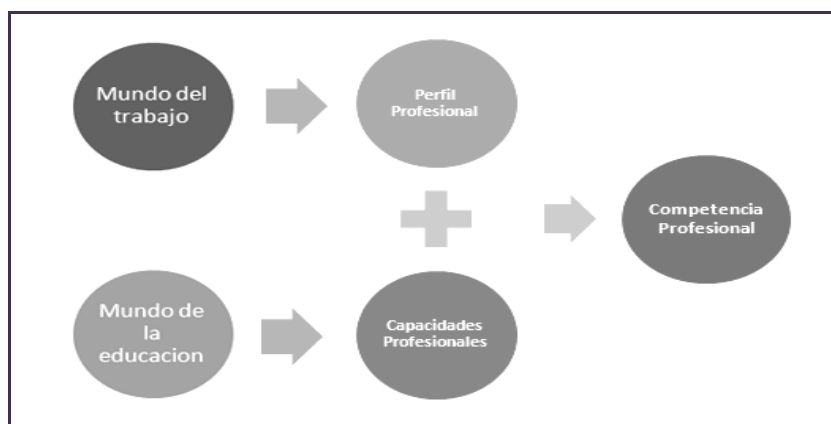 Mundo del
trabajo
Perfil
Profesional
Competencia
Profesional
Mundo de
la
educacion
Capacidades
Profesionales